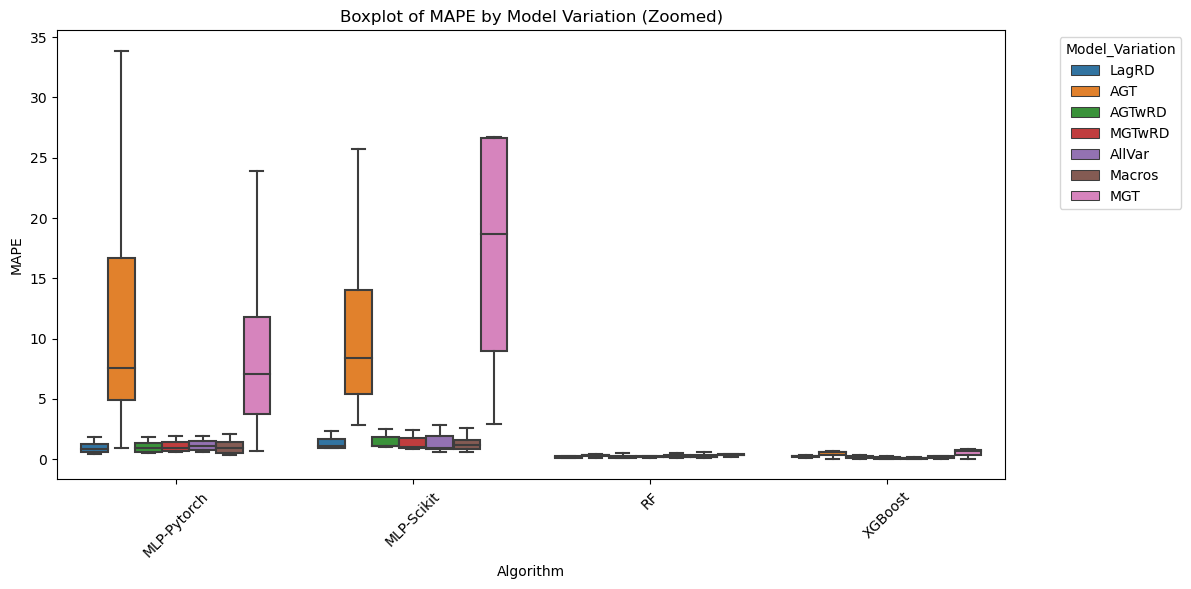 Boxplot of MAPE by Model Variation (Zoomed)
35
30
25
20
15
10
5
0
MAPE
MLP-Pytorch
MLP-Scikit
RF
XGBoost
Algorithm
Model_Variation
LagRD
AGT
AGTwRD
MGTwRD
AllVar
Macros
MGT